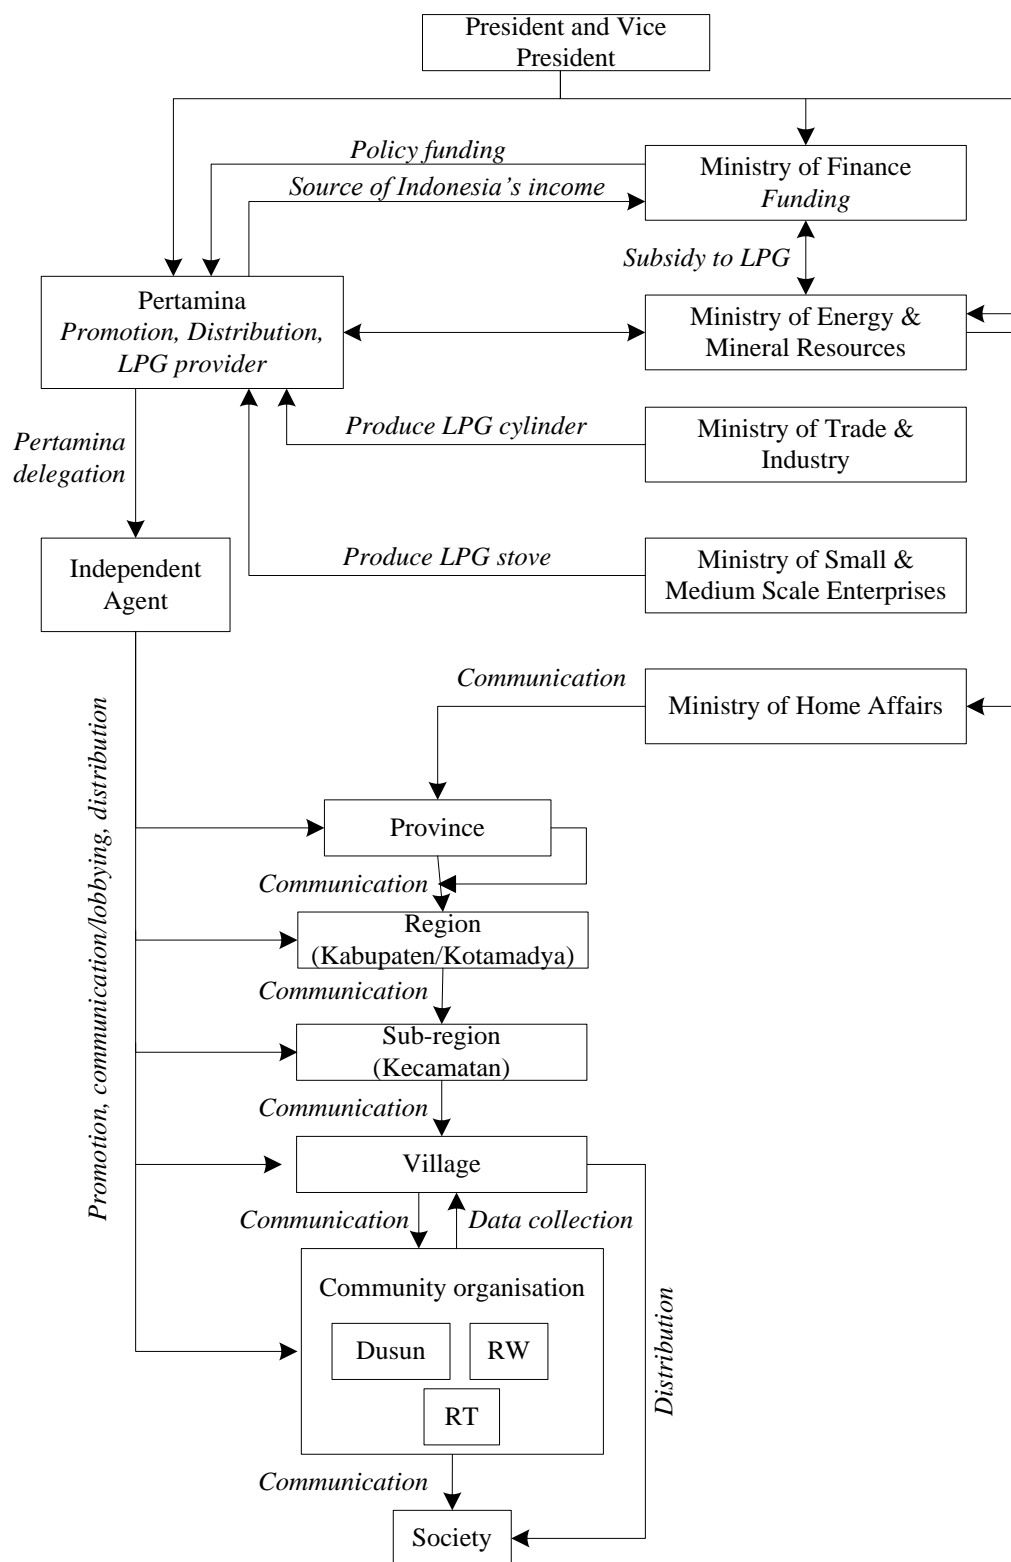 President and Vice
President
Policy funding
Source of Indonesia's income
Ministry of Finance
Funding
Subsidy to LPG
Pertamina
Promotion, Distribution,
LPG provider
Ministry of Energy &
Mineral Resources
Pertamina
delegation
Produce LPG cylinder
Ministry of Trade &
Industry
Independent
Agent
Produce LPG stove
Ministry of Small &
Medium Scale Enterprises
Communication
Ministry of Home Affairs
Promotion, communication/lobbying, distribution
Province
Communication
Region
(Kabupaten/Kotamadya)
Communication
Sub-region
(Kecamatan)
Communication
Village
Communication
Data collection
Community organisation
Dusun
RW
RT
Distribution
Communication
Society